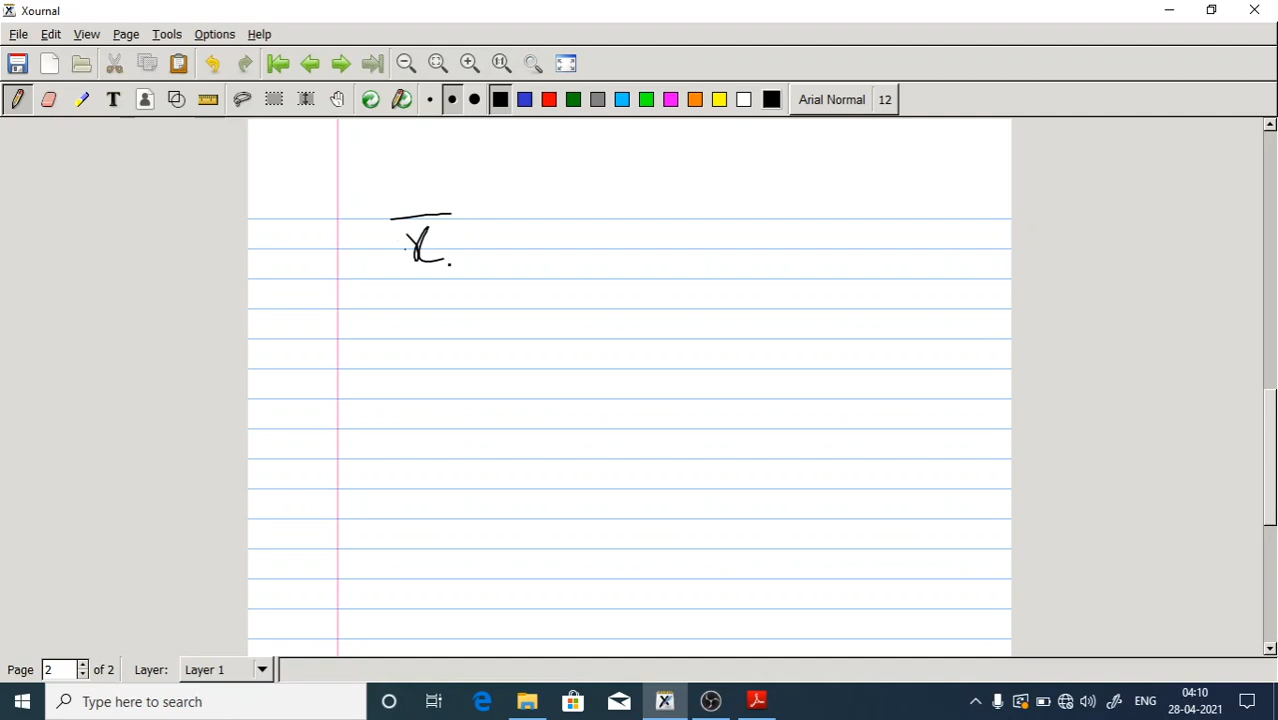 Xournal
File Edit View Page Tools Options Help
T Arial Normal 12
x̄.
Page 2 of 2 Layer: Layer 1
Type here to search ENG 04:10
28-04-2021